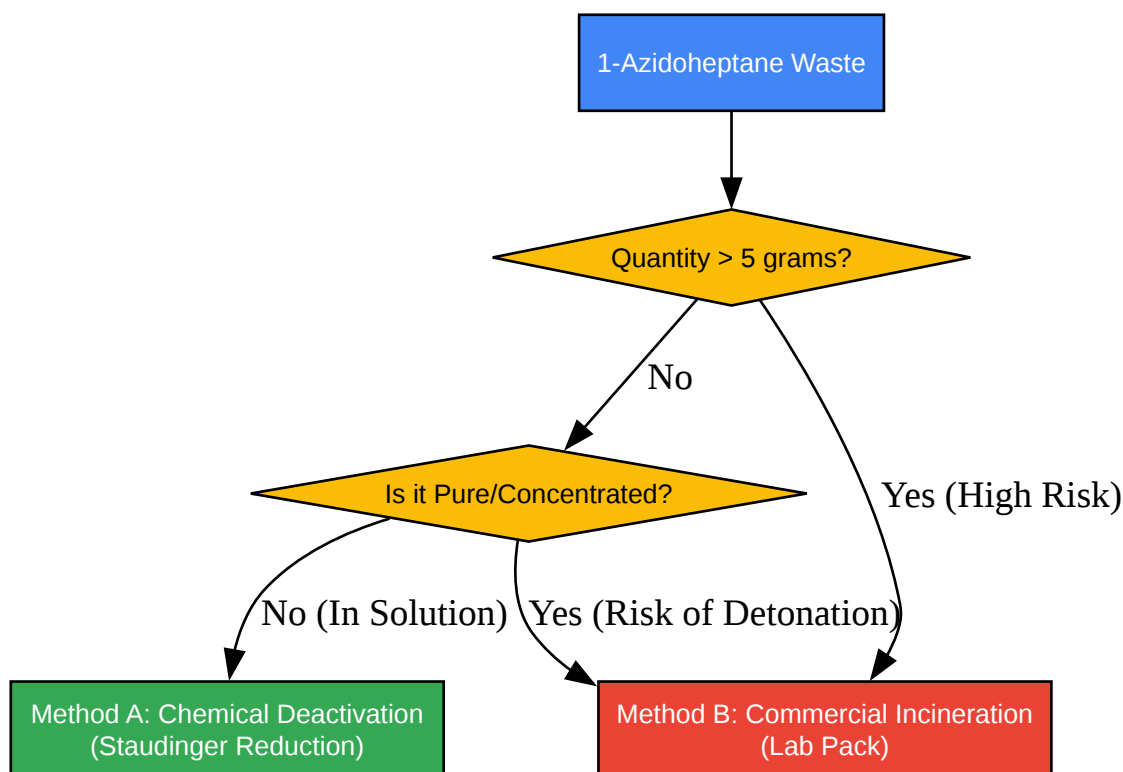 1-Azidoheptane Waste
Quantity > 5 grams?
No
Is it Pure/Concentrated?
Yes (High Risk)
No (In Solution)
Yes (Risk of Detonation)
Method A: Chemical Deactivation
(Staudinger Reduction)
Method B: Commercial Incineration
(Lab Pack)